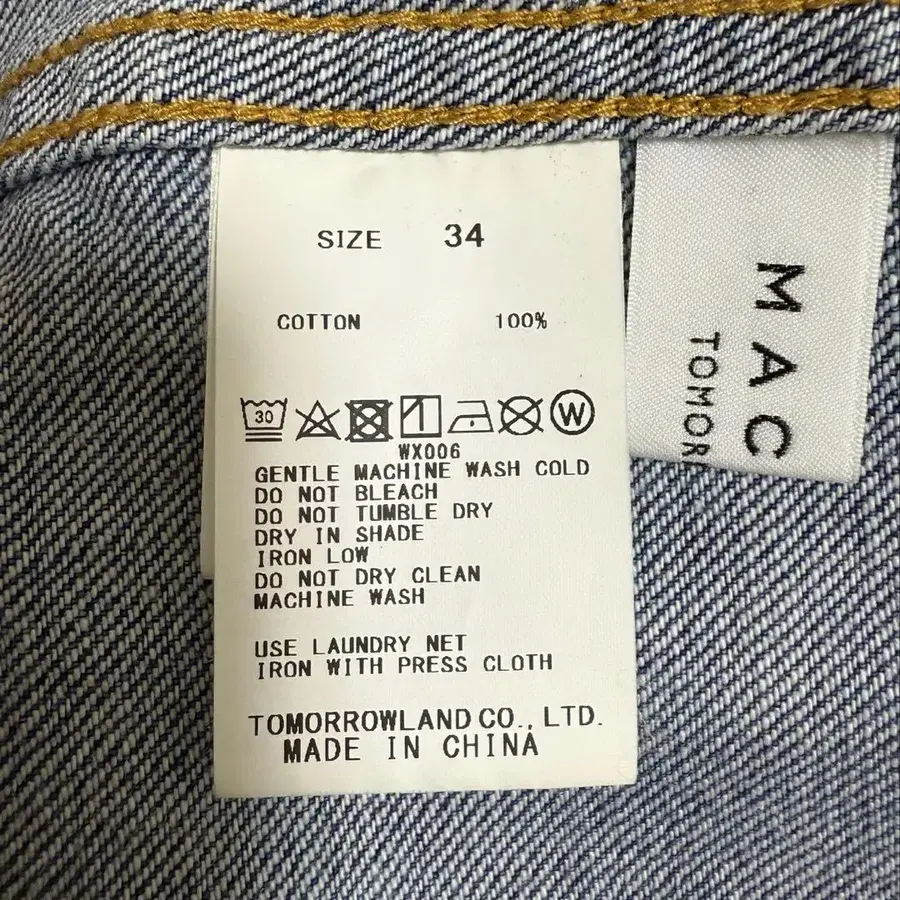 SIZE 34
COTTON 100%
30
W
WX006
GENTLE MACHINE WASH COLD
DO NOT BLEACH
DO NOT TUMBLE DRY
DRY IN SHADE
IRON LOW
DO NOT DRY CLEAN
MACHINE WASH
USE LAUNDRY NET
IRON WITH PRESS CLOTH
TOMORROWLAND CO., LTD.
MADE IN CHINA
MAC
TOMOR